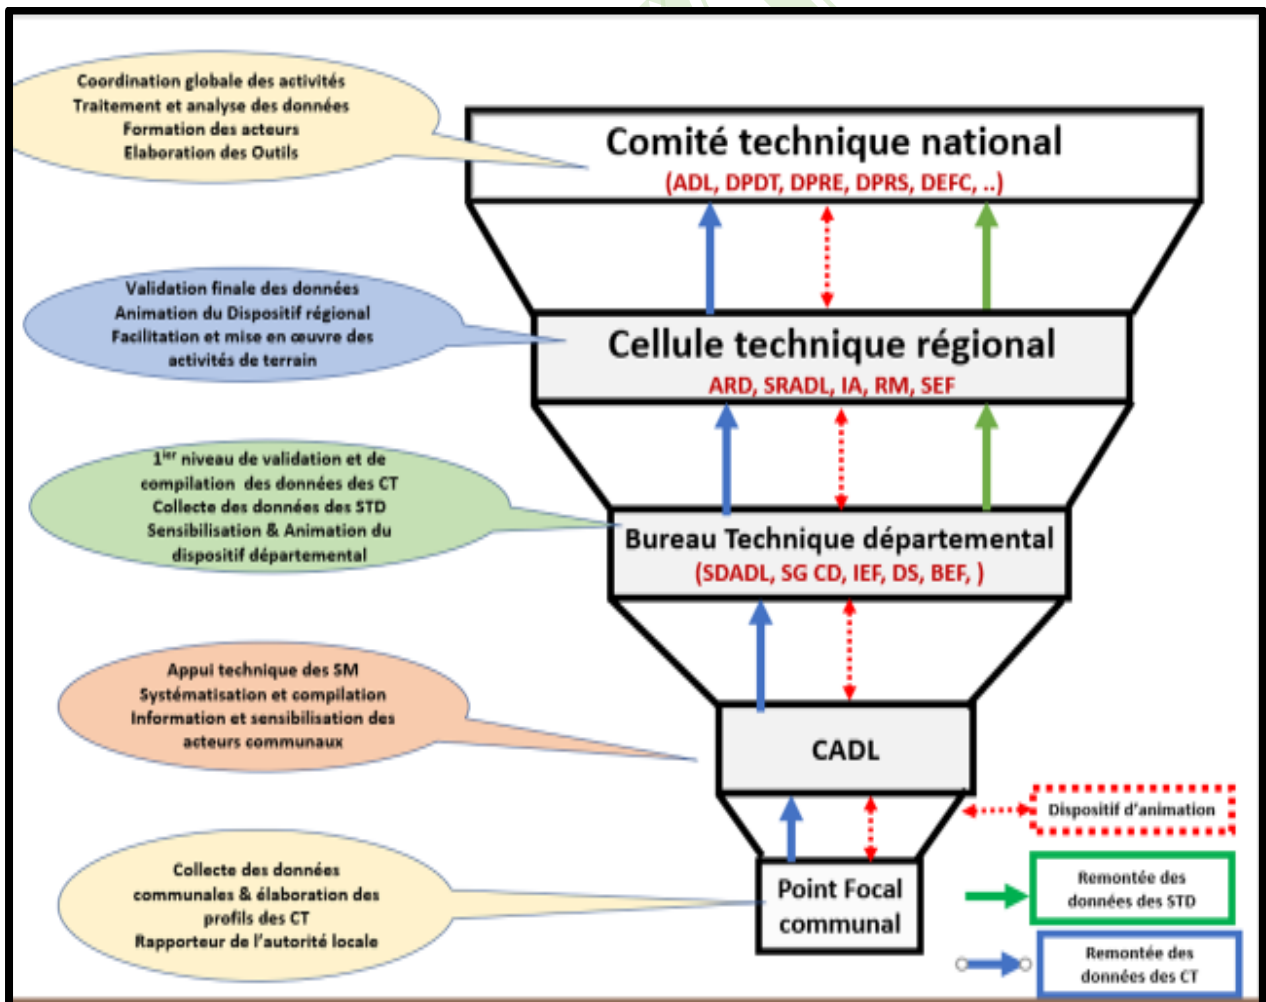 Coordination globale des activités
Traitement et analyse des données
Formation des acteurs
Elaboration des Outils
Comité technique national
(ADL, DPDT, DPRE, DPRS, DEFC, ..)
Validation finale des données
Animation du Dispositif régional
Facilitation et mise en œuvre des
activités de terrain
Cellule technique régional
ARD, SRADL, IA, RM, SEF
1ier niveau de validation et de
compilation des données des CT
Collecte des données des STD
Sensibilisation & Animation du
dispositif départemental
Bureau Technique départemental
(SDADL, SG CD, IEF, DS, BEF, )
Appui technique des SM
Systématisation et compilation
Information et sensibilisation des
acteurs communaux
CADL
Collecte des données
communales & élaboration des
profils des CT
Rapporteur de l'autorité locale
Point Focal
communal
Dispositif d'animation
Remontée des
données des STD
Remontée des
données des CT